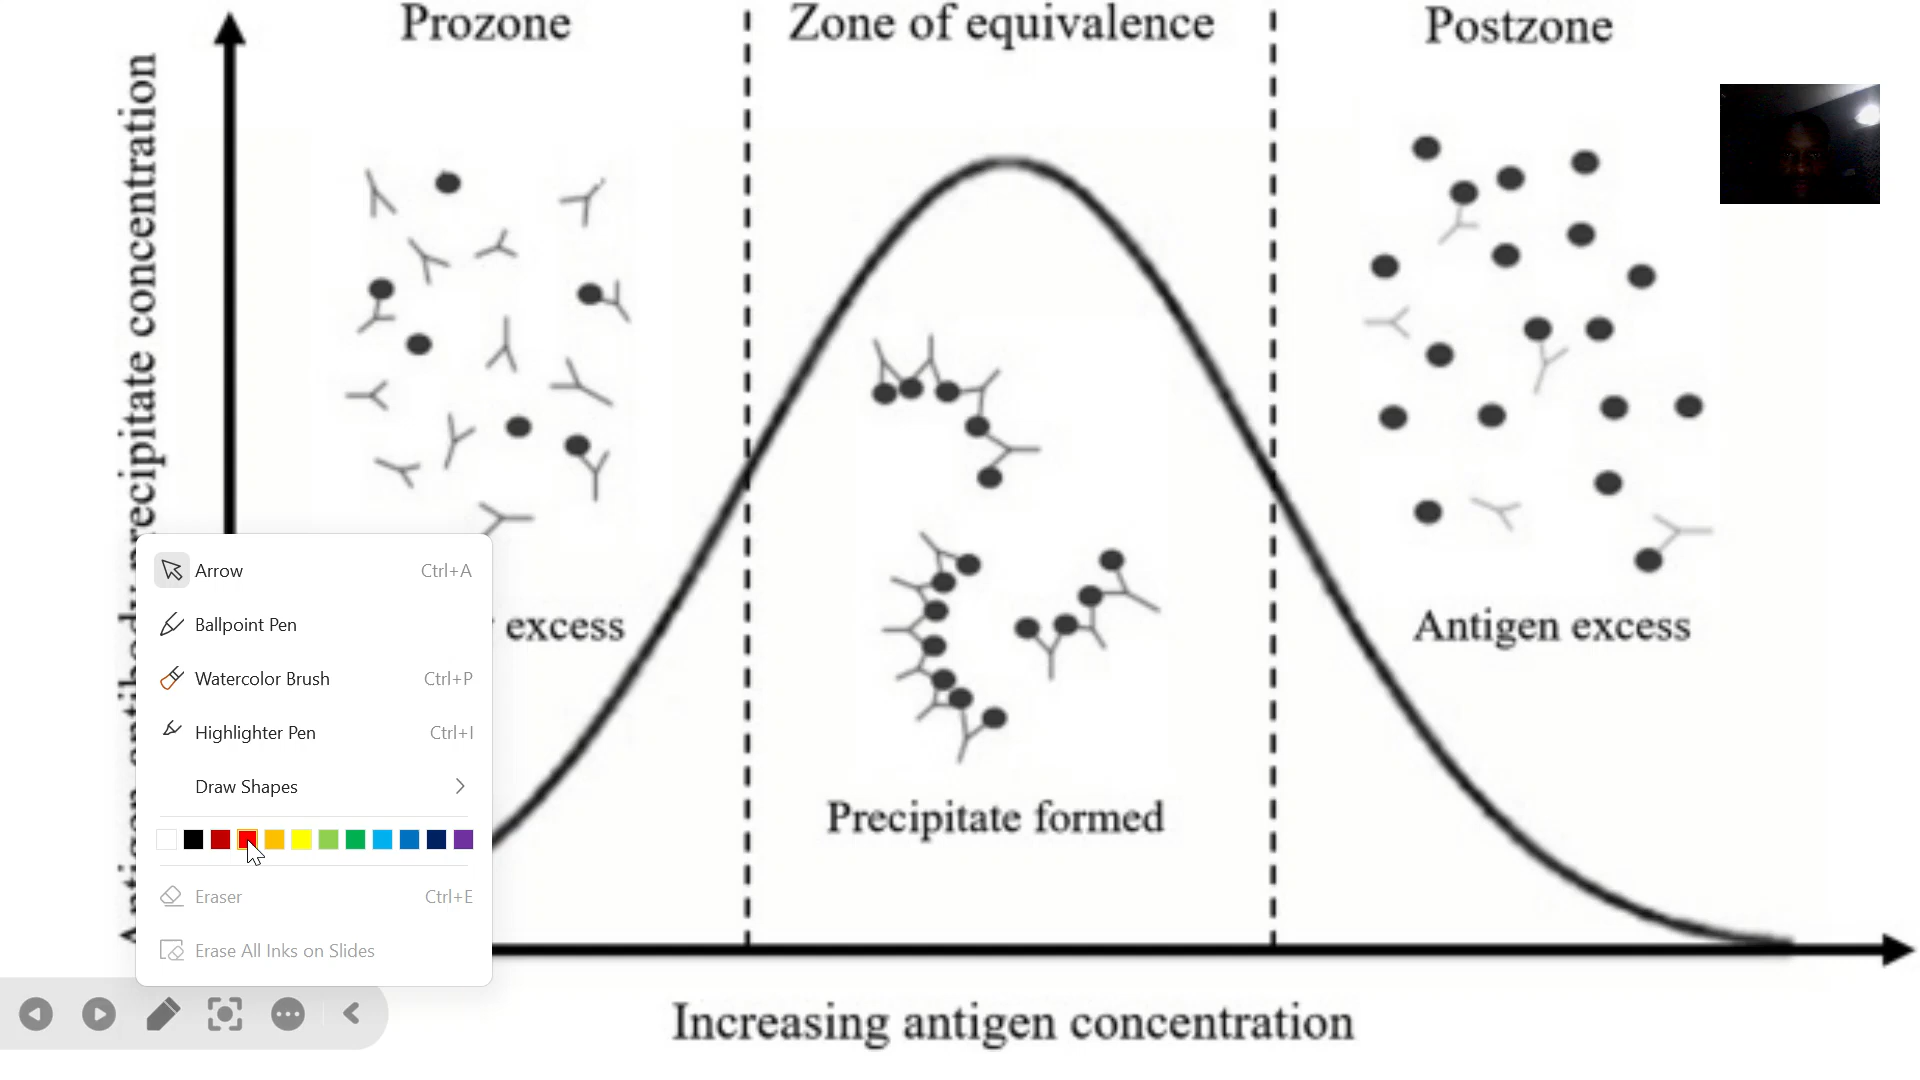 Prozone
Zone of equivalence
Postzone
precipitate concentration
excess
Antigen excess
Precipitate formed
Increasing antigen concentration
Arrow Ctrl+A
Ballpoint Pen
Watercolor Brush Ctrl+P
Highlighter Pen Ctrl+I
Draw Shapes
Eraser Ctrl+E
Erase All Inks on Slides